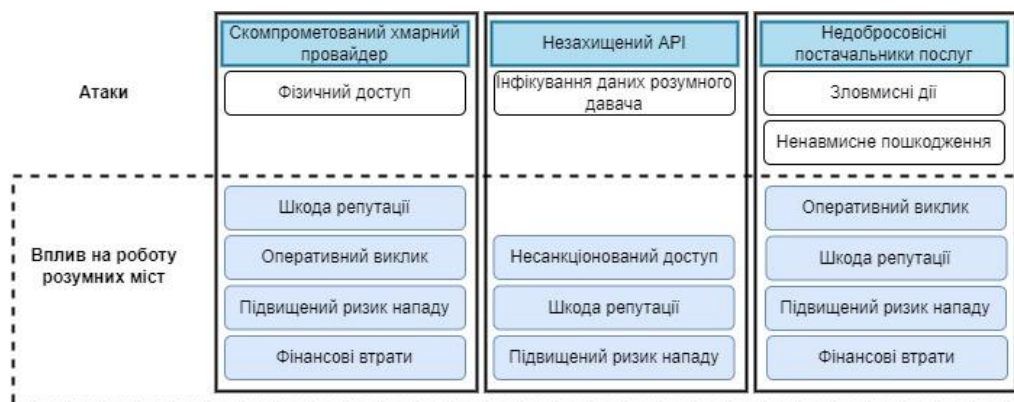 Скомпрометований хмарний
провайдер
Незахищений API
Недобросовісні
постачальники послуг
Атаки
Фізичний доступ
Інфікування даних розумного
давача
Зловмисні дії
Ненавмисне пошкодження
Вплив на роботу
розумних міст
Шкода репутації
Оперативний виклик
Підвищений ризик нападу
Фінансові втрати
Несанкціонований доступ
Шкода репутації
Підвищений ризик нападу
Оперативний виклик
Шкода репутації
Підвищений ризик нападу
Фінансові втрати